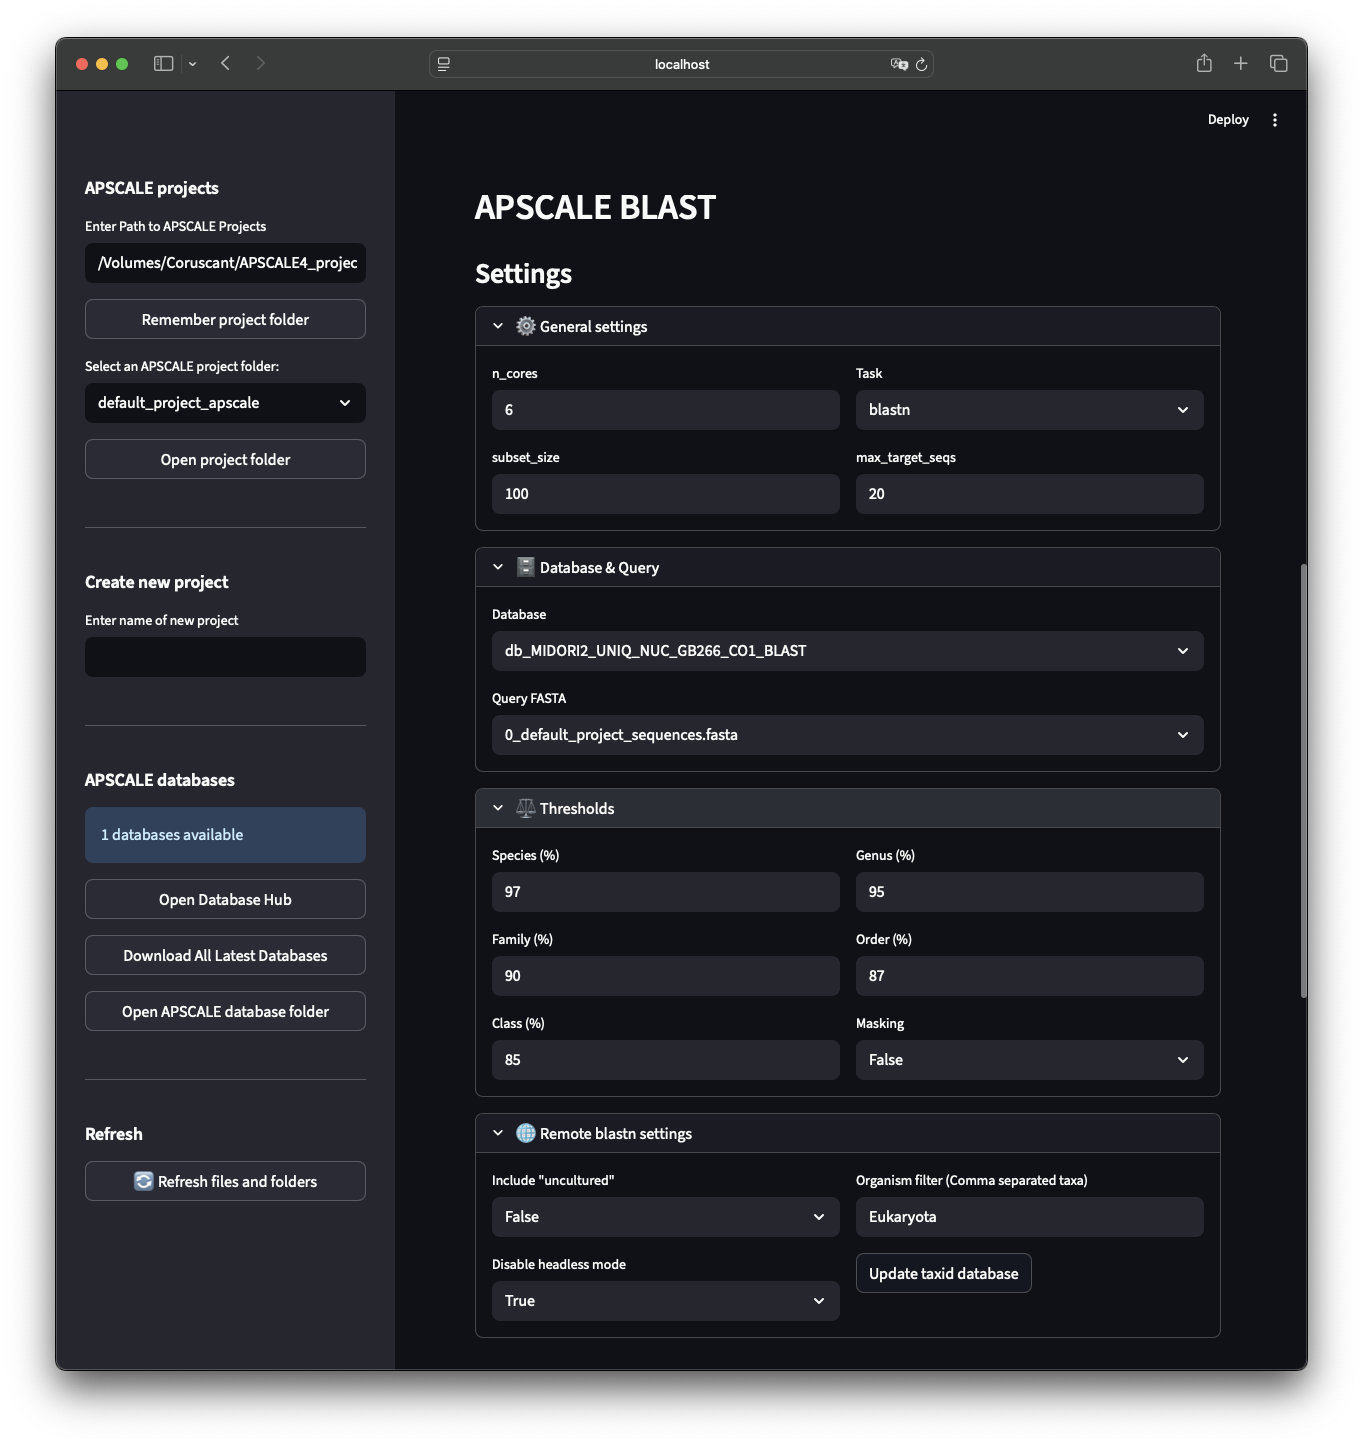 localhost
Deploy
APSCALE projects
Enter Path to APSCALE Projects
/Volumes/Coruscant/APSCALE4_projec
Remember project folder
Select an APSCALE project folder:
default_project_apscale
Open project folder
Create new project
Enter name of new project
APSCALE databases
1 databases available
Open Database Hub
Download All Latest Databases
Open APSCALE database folder
Refresh
Refresh files and folders
APSCALE BLAST
Settings
General settings
n_cores
6
Task
blastn
subset_size
100
max_target_seqs
20
Database & Query
Database
db_MIDORI2_UNIQ_NUC_GB266_CO1_BLAST
Query FASTA
0_default_project_sequences.fasta
Thresholds
Species (%)
97
Genus (%)
95
Family (%)
90
Order (%)
87
Class (%)
85
Masking
False
Remote blastn settings
Include "uncultured"
False
Organism filter (Comma separated taxa)
Eukaryota
Disable headless mode
True
Update taxid database